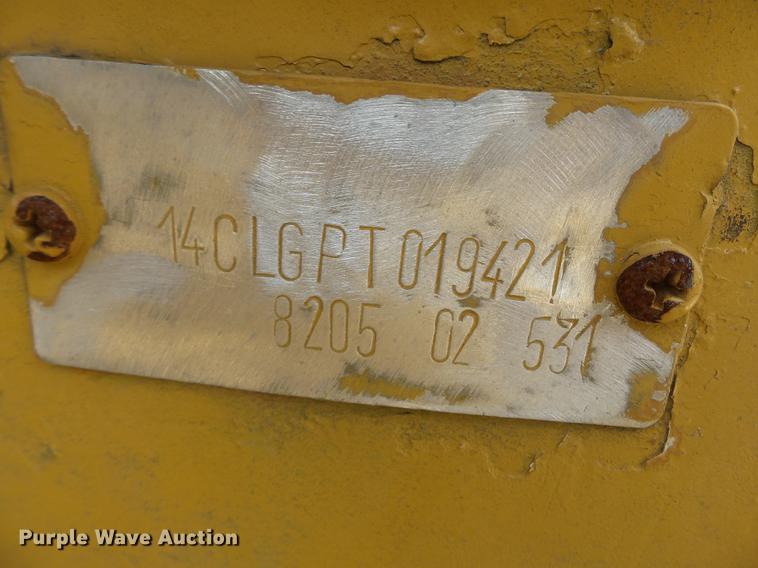 14CLGPT019421
8205 02 531
Purple Wave Auction